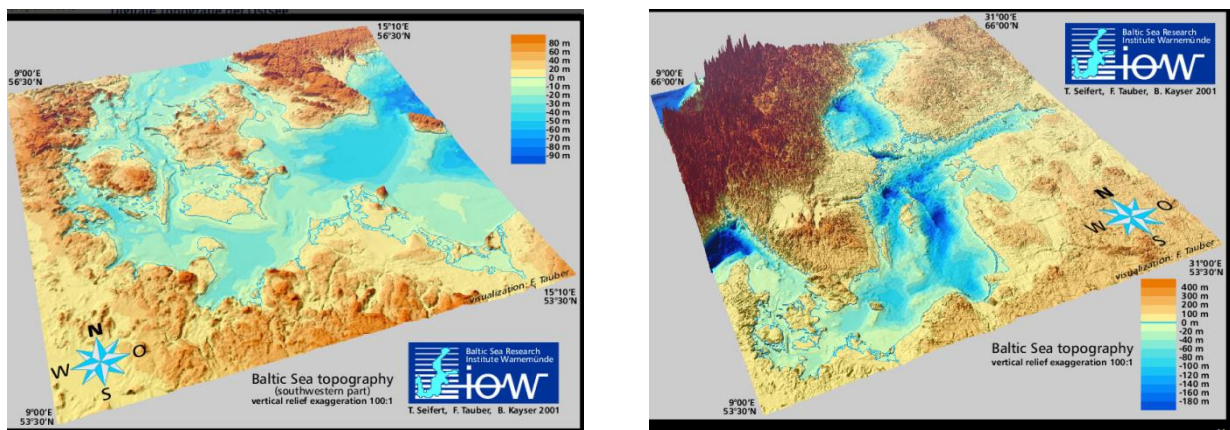 Digitale Topografie der Ostsee
15°10'E
56°30'N
9°00'E
56°30'N
80 m
60 m
40 m
20 m
0 m
-10 m
-20 m
-30 m
-40 m
-50 m
-60 m
-70 m
-80 m
-90 m
visualization: F. Tauber
15°10'E
53°30'N
N
W
O
S
9°00'E
53°30'N
Baltic Sea topography
(southwestern part)
vertical relief exaggeration 100:1
Baltic Sea Research
Institute Warnemünde
iow
T. Seifert, F. Tauber, B. Kayser 2001
31°00'E
66°00'N
9°00'E
66°00'N
Baltic Sea Research
Institute Warnemünde
iow
T. Seifert, F. Tauber, B. Kayser 2001
N
W
O
S
visualization: F. Tauber
31°00'E
53°30'N
400 m
300 m
200 m
100 m
0 m
-20 m
-40 m
-60 m
-80 m
-100 m
-120 m
-140 m
-160 m
-180 m
Baltic Sea topography
vertical relief exaggeration 100:1
9°00'E
53°30'N